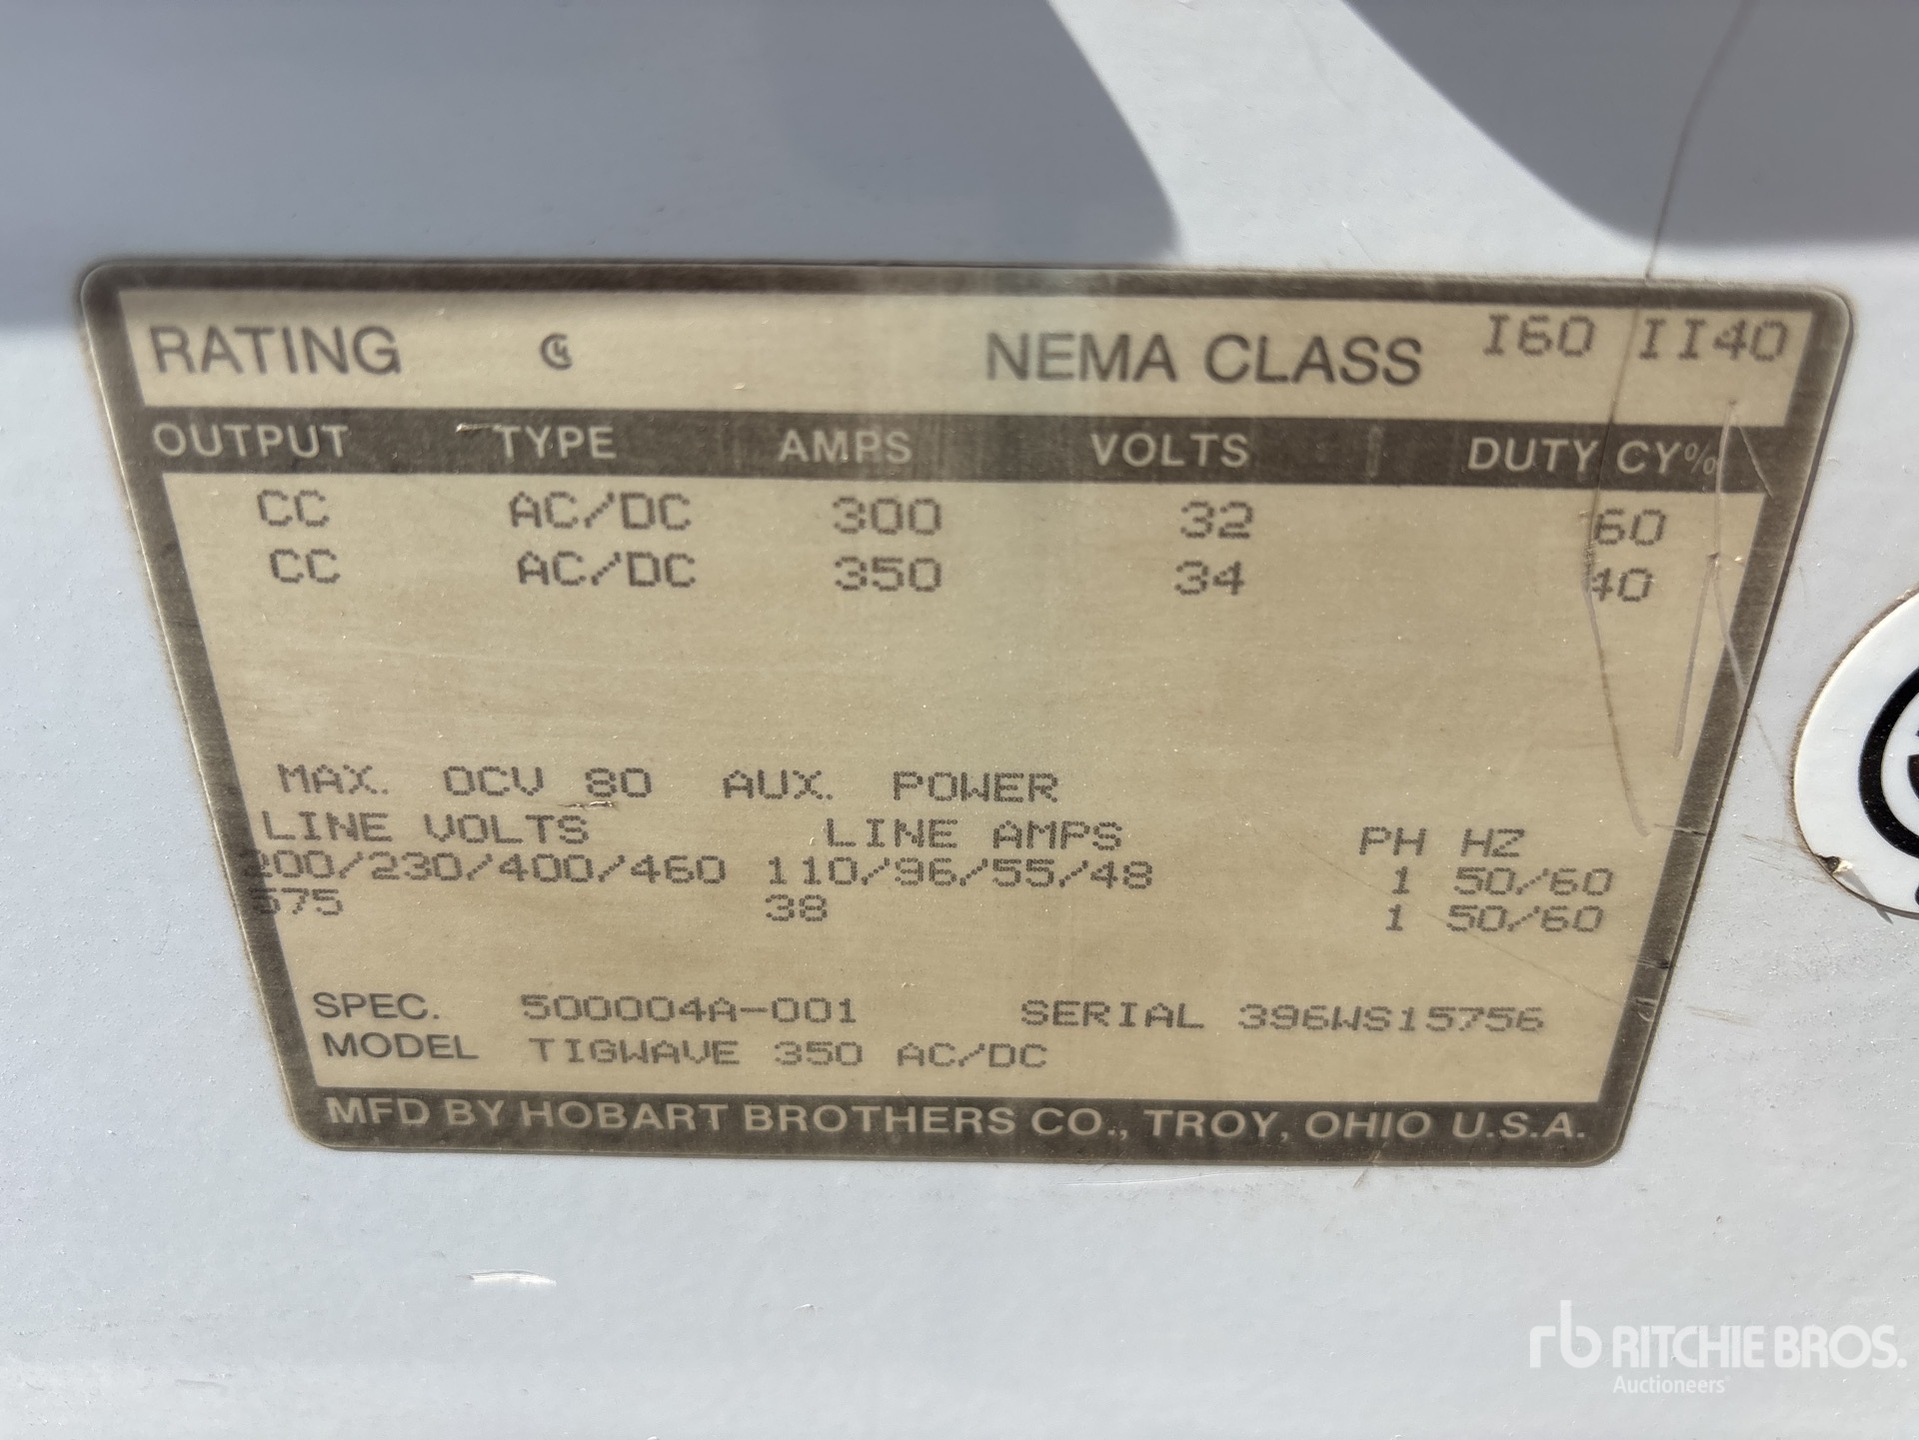 RATING NEMA CLASS I60 II40
OUTPUT TYPE AMPS VOLTS DUTY CY%
CC AC/DC 300 32 60
CC AC/DC 350 34 40
MAX. OCV 80 AUX. POWER
LINE VOLTS LINE AMPS PH HZ
200/230/400/460 110/96/55/48 1 50/60
575 38 1 50/60
SPEC. 500004A-001 SERIAL 396WS15756
MODEL TIGWAVE 350 AC/DC
MFD BY HOBART BROTHERS CO., TROY, OHIO U.S.A.
rb RITCHIE BROS.
Auctioneers